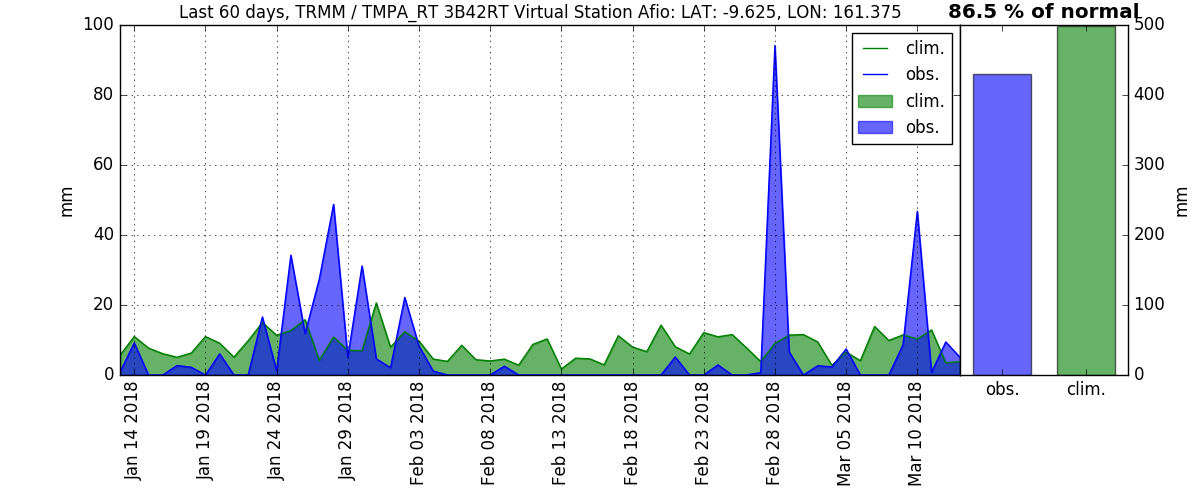 Last 60 days, TRMM / TMPA_RT 3B42RT Virtual Station Afio: LAT: -9.625, LON: 161.375
86.5 % of normal
100
80
60
40
20
0
mm
clim.
obs.
clim.
obs.
500
400
300
200
100
0
mm
obs.
clim.
Jan 14 2018
Jan 19 2018
Jan 24 2018
Jan 29 2018
Feb 03 2018
Feb 08 2018
Feb 13 2018
Feb 18 2018
Feb 23 2018
Feb 28 2018
Mar 05 2018
Mar 10 2018